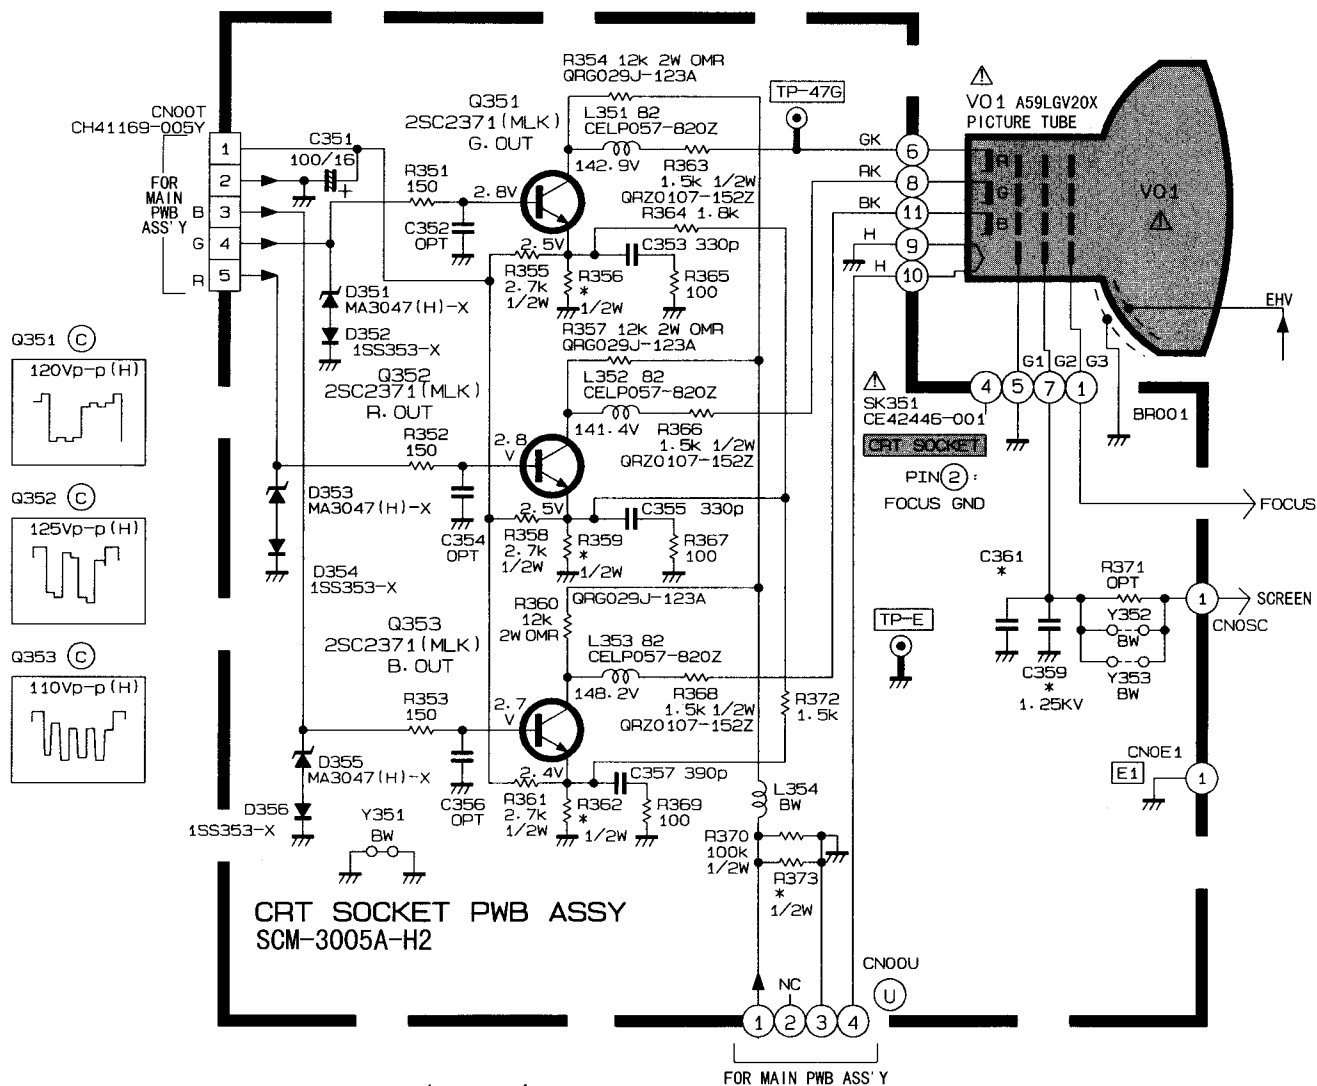 R354 12k 2W OMR
QRG029J-123A
Q351
2SC2371(MLK)
G. OUT
L351 82
CELP057-820Z
TP-47G
V01 A59LGV20X
PICTURE TUBE
CN00T
CH41169-005Y
1
2
3
4
5
FOR
MAIN
PWB
ASS'Y
B
G
R
C351
100/16
+
R351
150
2.8V
142.9V
R363
1.5k 1/2W
QRZ0107-152Z
R364 1.8k
C352
OPT
2.5V
C353 330p
R355
2.7k
1/2W
R356
*
1/2W
R365
100
GK
RK
BK
H
H
6
8
11
9
10
R
G
B
V01
EHV
D351
MA3047(H)-X
D352
1SS353-X
R357 12k 2W OMR
QRG029J-123A
Q351 C
120Vp-p(H)
Q352
2SC2371(MLK)
R. OUT
L352 82
CELP057-820Z
R352
150
2.8
V
141.4V
R366
1.5k 1/2W
QRZ0107-152Z
G1
G2
G3
4
5
7
1
SK351
CE42446-001
CRT SOCKET
PIN 2 :
FOCUS GND
BR001
FOCUS
Q352 C
125Vp-p(H)
D353
MA3047(H)-X
D354
1SS353-X
C354
OPT
2.5V
C355 330p
R358
2.7k
1/2W
R359
*
1/2W
R367
100
QRG029J-123A
R360
12k
2W OMR
C361
*
R371
OPT
Y352
BW
Y353
BW
C359
*
1.25KV
1
SCREEN
CN0SC
TP-E
Q353 C
110Vp-p(H)
Q353
2SC2371(MLK)
B. OUT
L353 82
CELP057-820Z
R353
150
2.7
V
148.2V
R368
1.5k 1/2W
QRZ0107-152Z
R372
1.5k
D355
MA3047(H)-X
D356
1SS353-X
Y351
BW
C356
OPT
2.4V
C357 390p
R361
2.7k
1/2W
R362
*
1/2W
R369
100
L354
BW
R370
100k
1/2W
R373
*
1/2W
CN0E1
E1
1
CRT SOCKET PWB ASSY
SCM-3005A-H2
NC
CN00U
U
1
2
3
4
FOR MAIN PWB ASS'Y